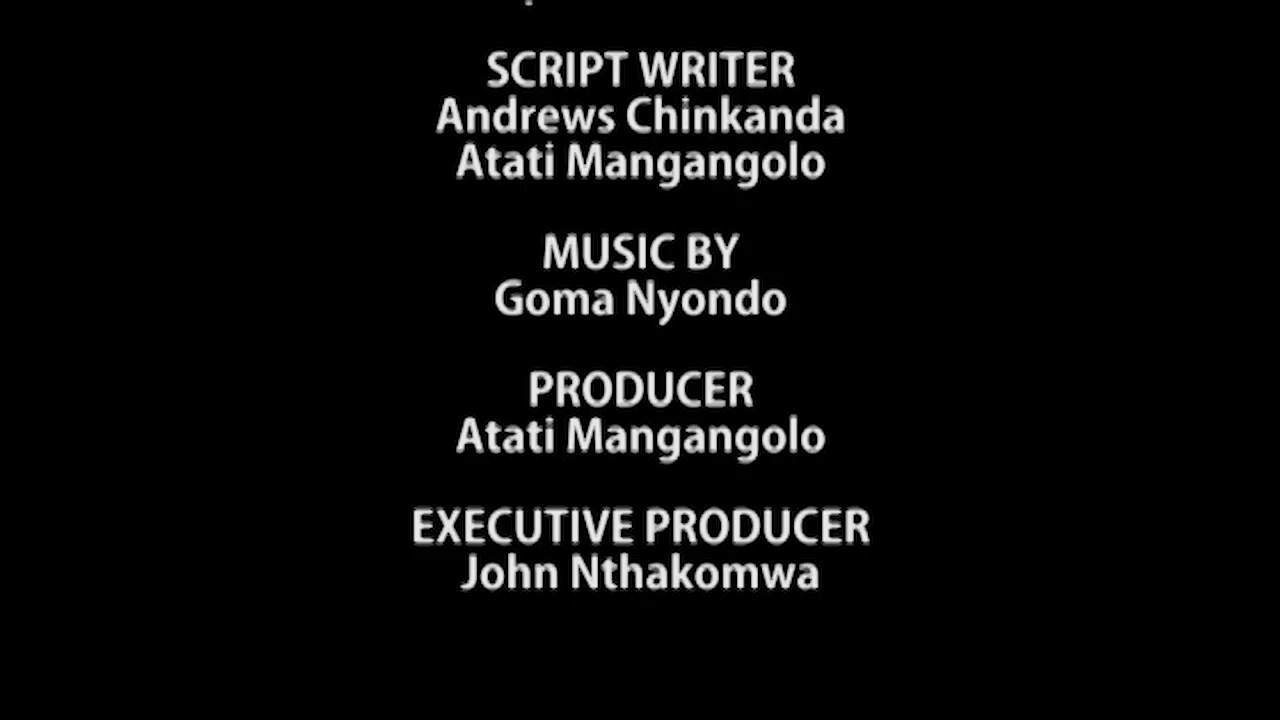 SCRIPT WRITER
Andrews Chinkanda
Atati Mangangolo
MUSIC BY
Goma Nyondo
PRODUCER
Atati Mangangolo
EXECUTIVE PRODUCER
John Nthakomwa